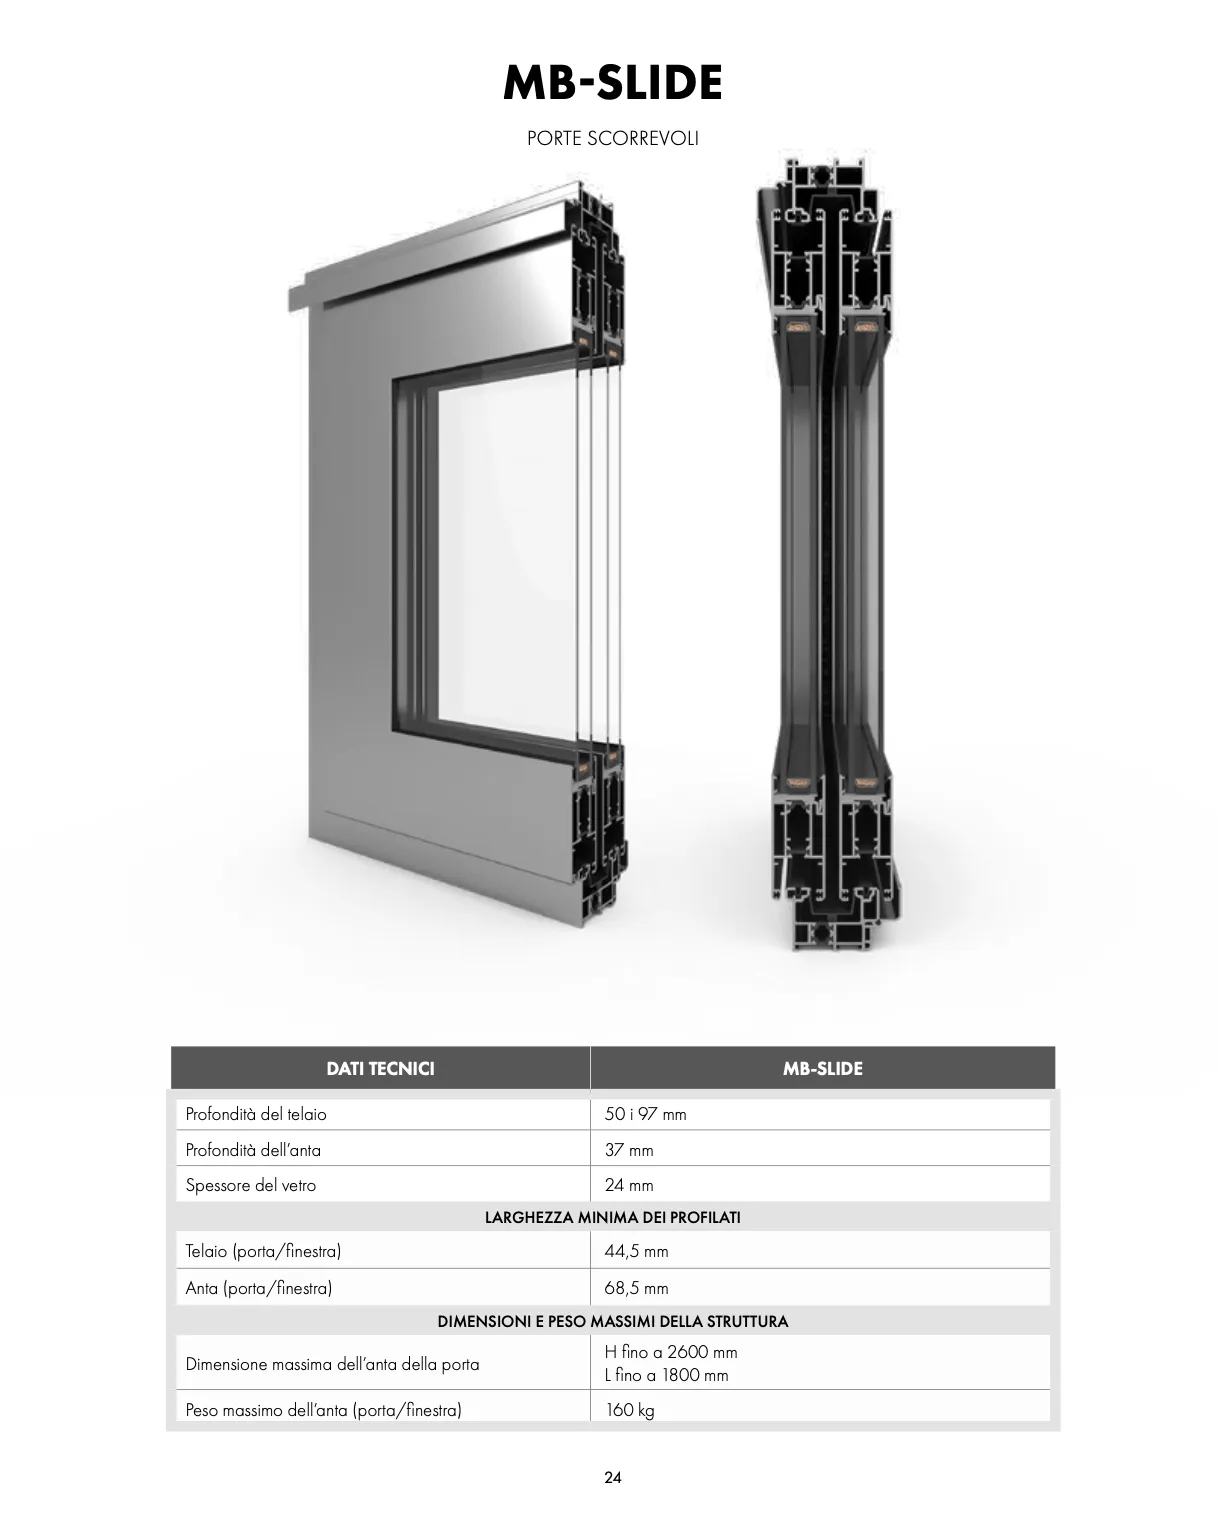 MB-SLIDE
PORTE SCORREVOLI
DATI TECNICI
MB-SLIDE
Profondità del telaio
50 i 97 mm
Profondità dell'anta
37 mm
Spessore del vetro
24 mm
LARGHEZZA MINIMA DEI PROFILATI
Telaio (porta/finestra)
44,5 mm
Anta (porta/finestra)
68,5 mm
DIMENSIONI E PESO MASSIMI DELLA STRUTTURA
Dimensione massima dell'anta della porta
H fino a 2600 mm
L fino a 1800 mm
Peso massimo dell'anta (porta/finestra)
160 kg
24